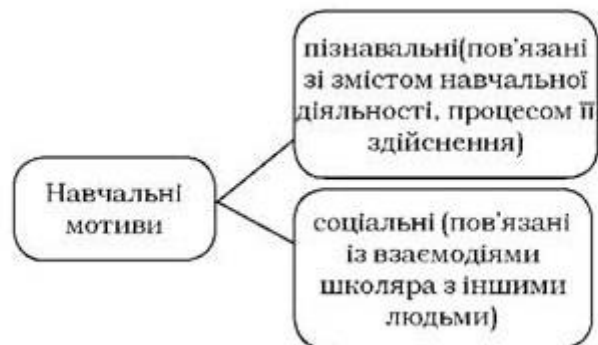 Навчальні
мотиви
пізнавальні(пов'язані
зі змістом навчальної
діяльності, процесом її
здійснення)
соціальні (пов'язані
із взаємодіями
школяра з іншими
людьми)